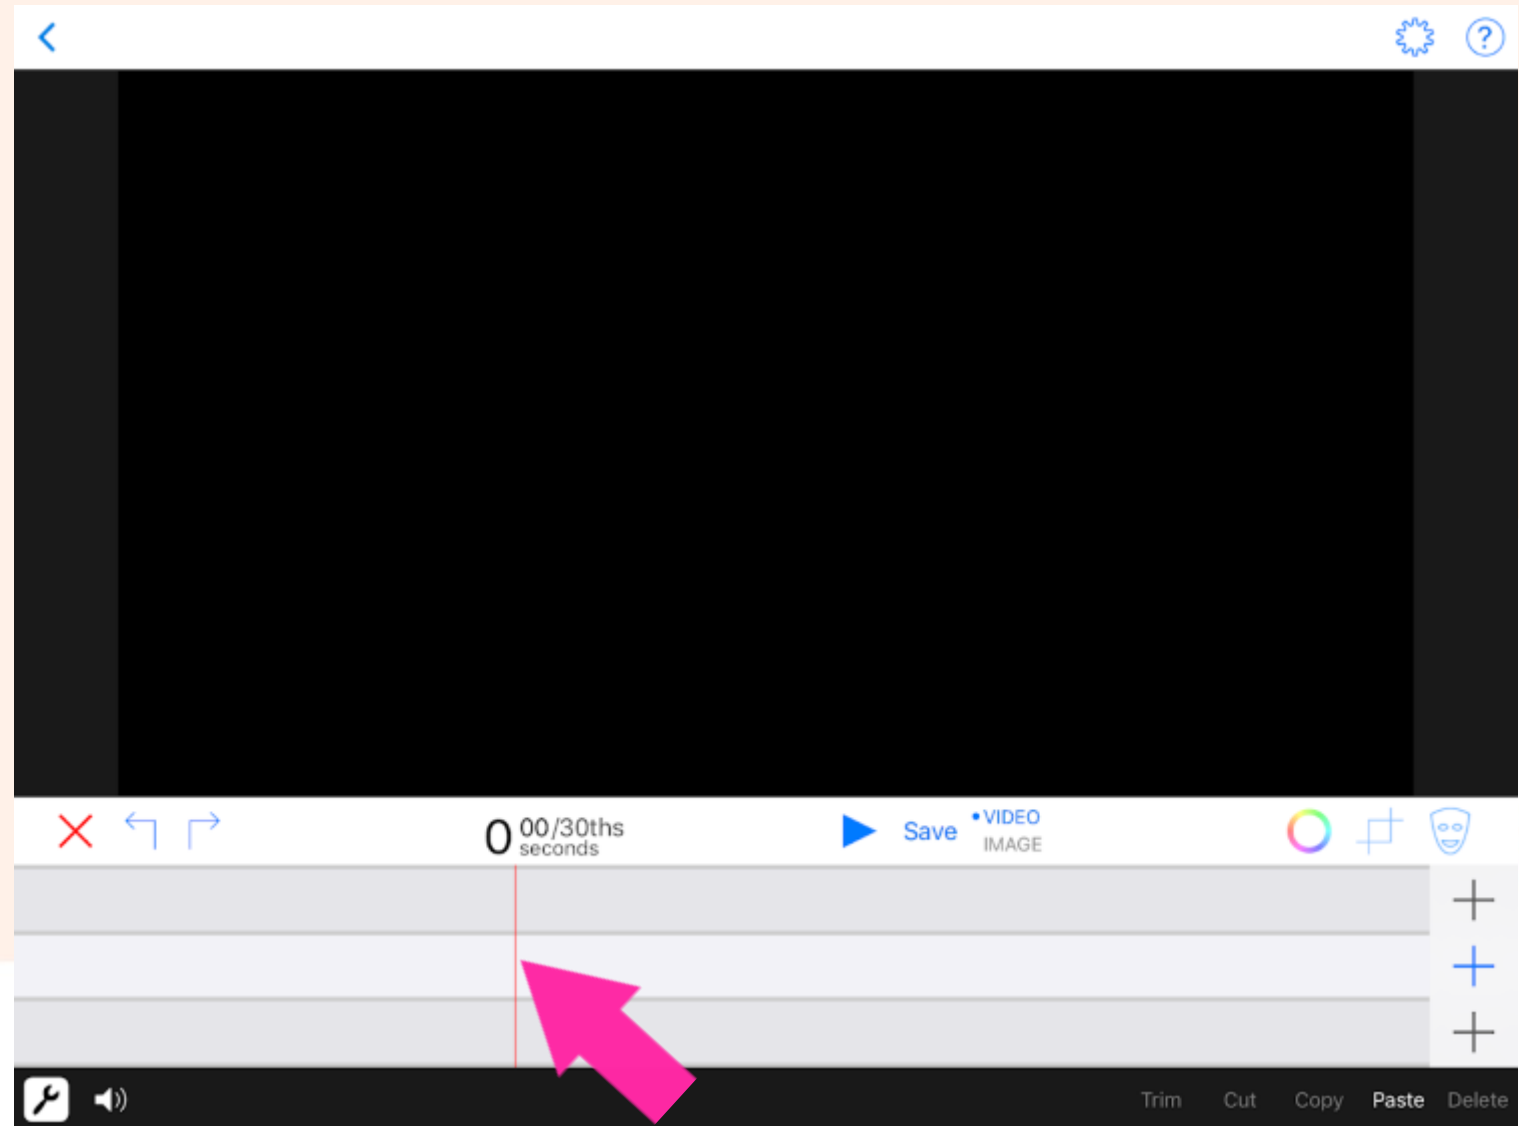 ?
0 00/30ths
seconds
Save
•VIDEO
IMAGE
Trim Cut Copy Paste Delete